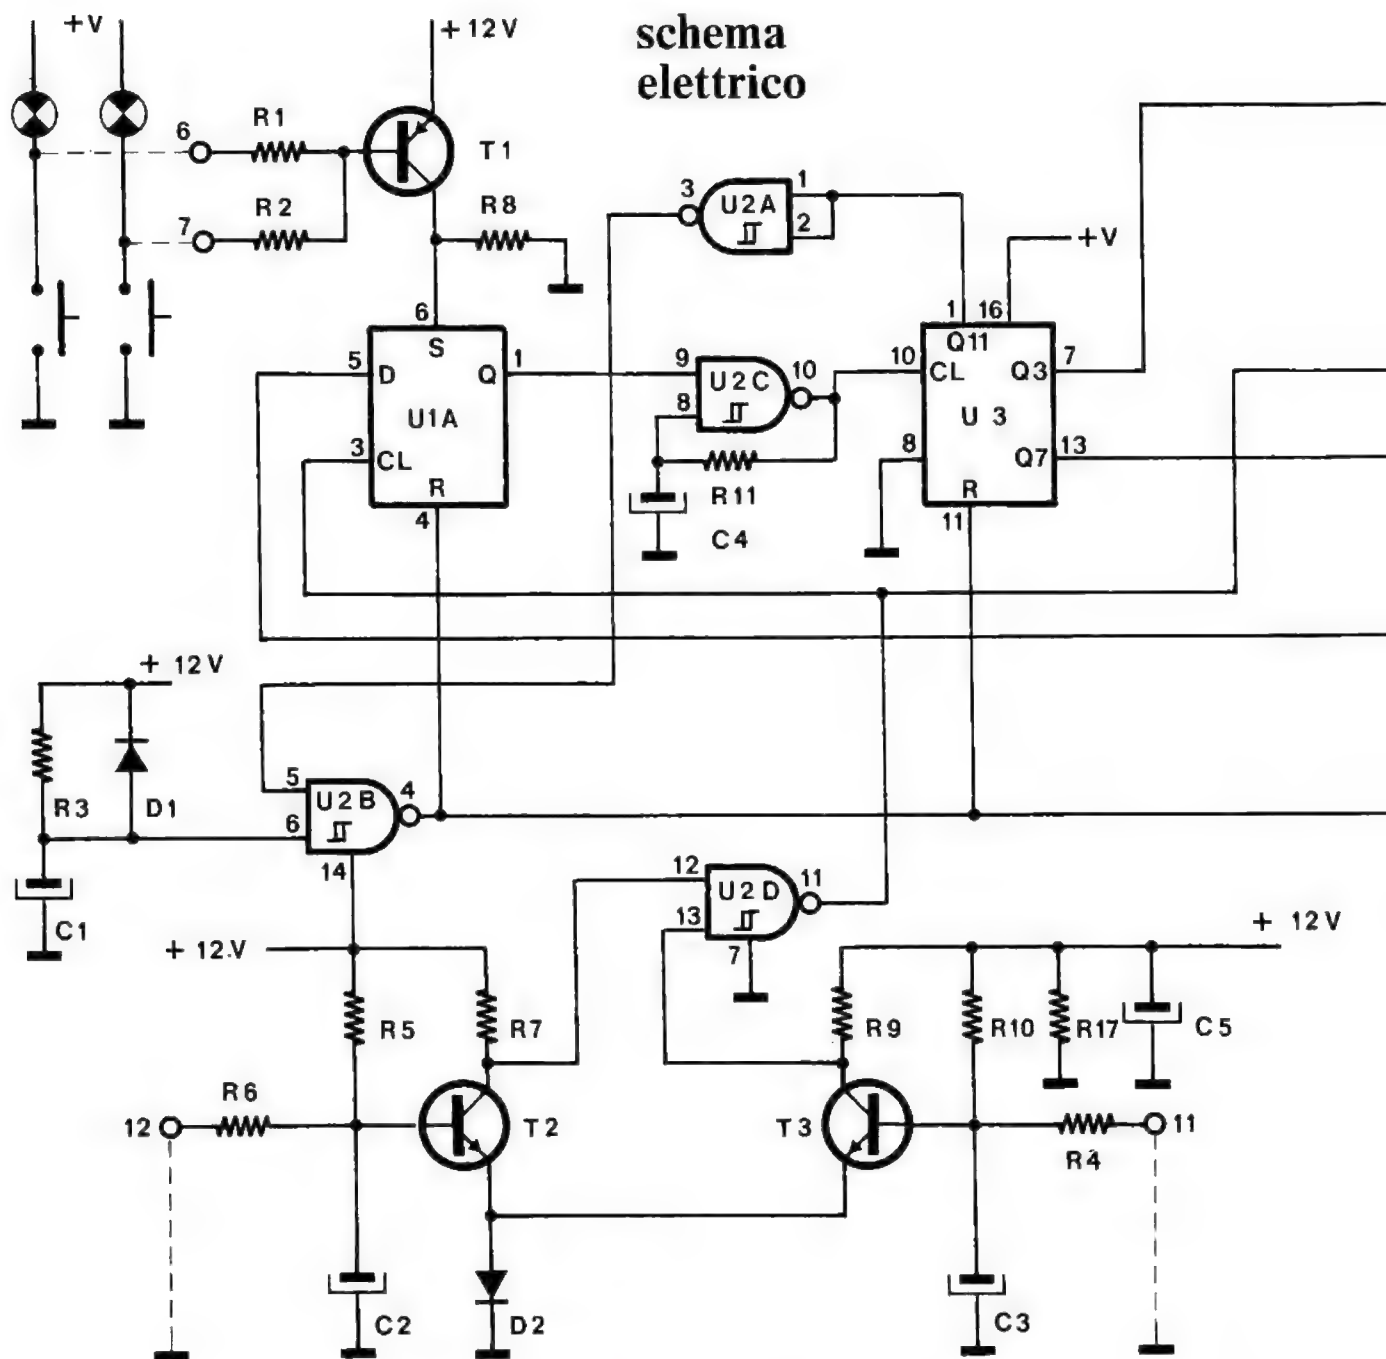 schema
elettrico
+V
+12V
6
R1
T1
7
R2
R8
3
U2A
1
2
+V
6
S
5
D
Q
1
U1A
3
CL
R
4
9
U2C
10
8
R11
C4
1
16
Q11
10
CL
Q3
7
U 3
8
Q7
13
R
11
+ 12V
R3
D1
5
U2B
4
6
14
C1
12
U2D
11
13
7
+ 12.V
+ 12V
R5
R7
R9
R10
R17
C5
R6
12
T2
T3
11
R4
C2
D2
C3